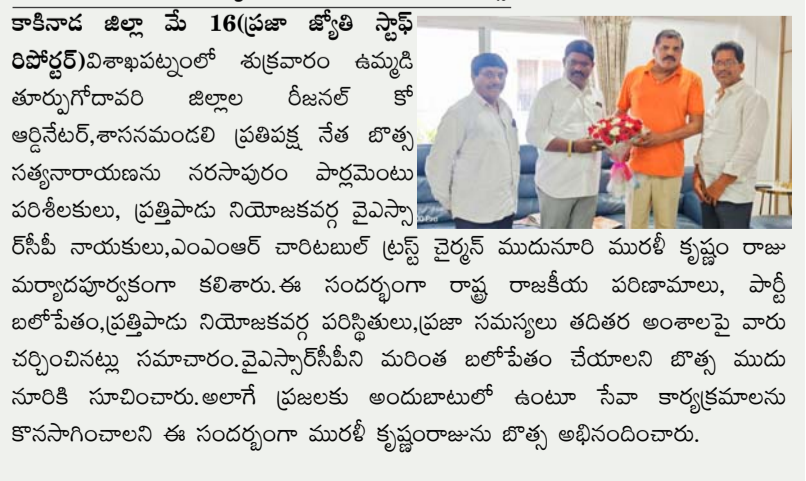 కాకినాడ జిల్లా మే 16(ప్రజా జ్యోతి స్టాఫ్
రిపోర్టర్)విశాఖపట్నంలో శుక్రవారం ఉమ్మడి
తూర్పుగోదావరి జిల్లాల రీజనల్ కో
ఆర్డినేటర్,శాసనమండలి ప్రతిపక్ష నేత బొత్స
సత్యనారాయణను నరసాపురం పార్లమెంటు
పరిశీలకులు, ప్రత్తిపాడు నియోజకవర్గ వైఎస్సా
ర్‌సీపీ నాయకులు,ఎంఎంఆర్ చారిటబుల్ ట్రస్ట్ చైర్మన్ ముదునూరి మురళీ కృష్ణం రాజు
మర్యాదపూర్వకంగా కలిశారు.ఈ సందర్భంగా రాష్ట్ర రాజకీయ పరిణామాలు, పార్టీ
బలోపేతం,ప్రత్తిపాడు నియోజకవర్గ పరిస్థితులు,ప్రజా సమస్యలు తదితర అంశాలపై వారు
చర్చించినట్లు సమాచారం.వైఎస్సార్‌సీపీని మరింత బలోపేతం చేయాలని బొత్స ముదు
నూరికి సూచించారు.అలాగే ప్రజలకు అందుబాటులో ఉంటూ సేవా కార్యక్రమాలను
కొనసాగించాలని ఈ సందర్భంగా మురళీ కృష్ణంరాజును బొత్స అభినందించారు.